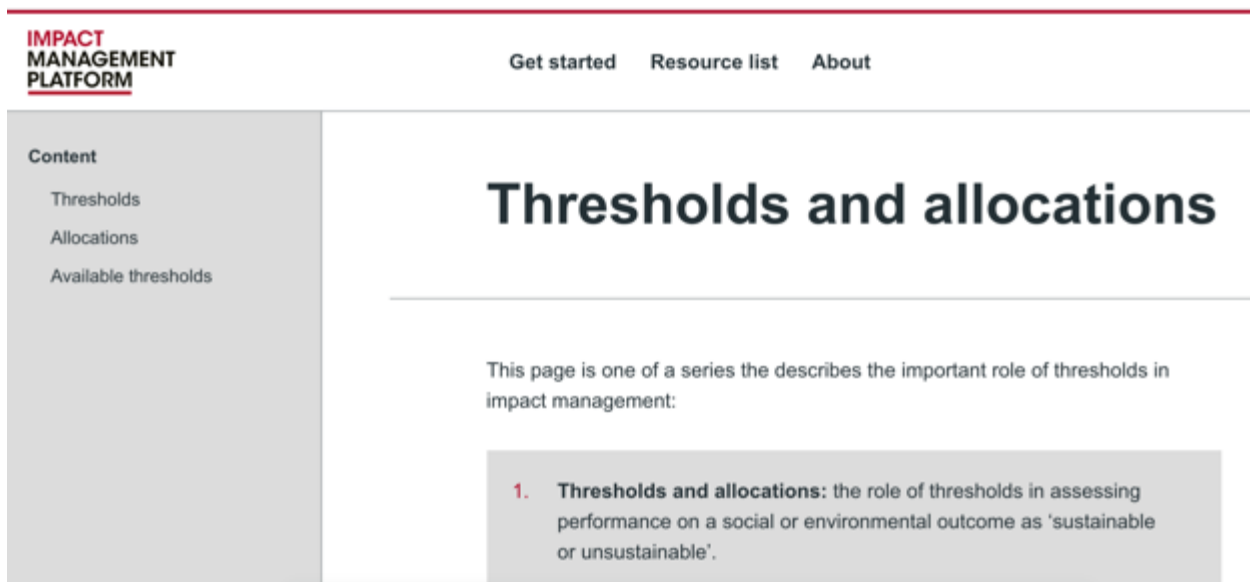 IMPACT
MANAGEMENT
PLATFORM
Get started Resource list About
Content
Thresholds
Allocations
Available thresholds
Thresholds and allocations
This page is one of a series the describes the important role of thresholds in
impact management:
1. Thresholds and allocations: the role of thresholds in assessing
performance on a social or environmental outcome as ‘sustainable
or unsustainable’.